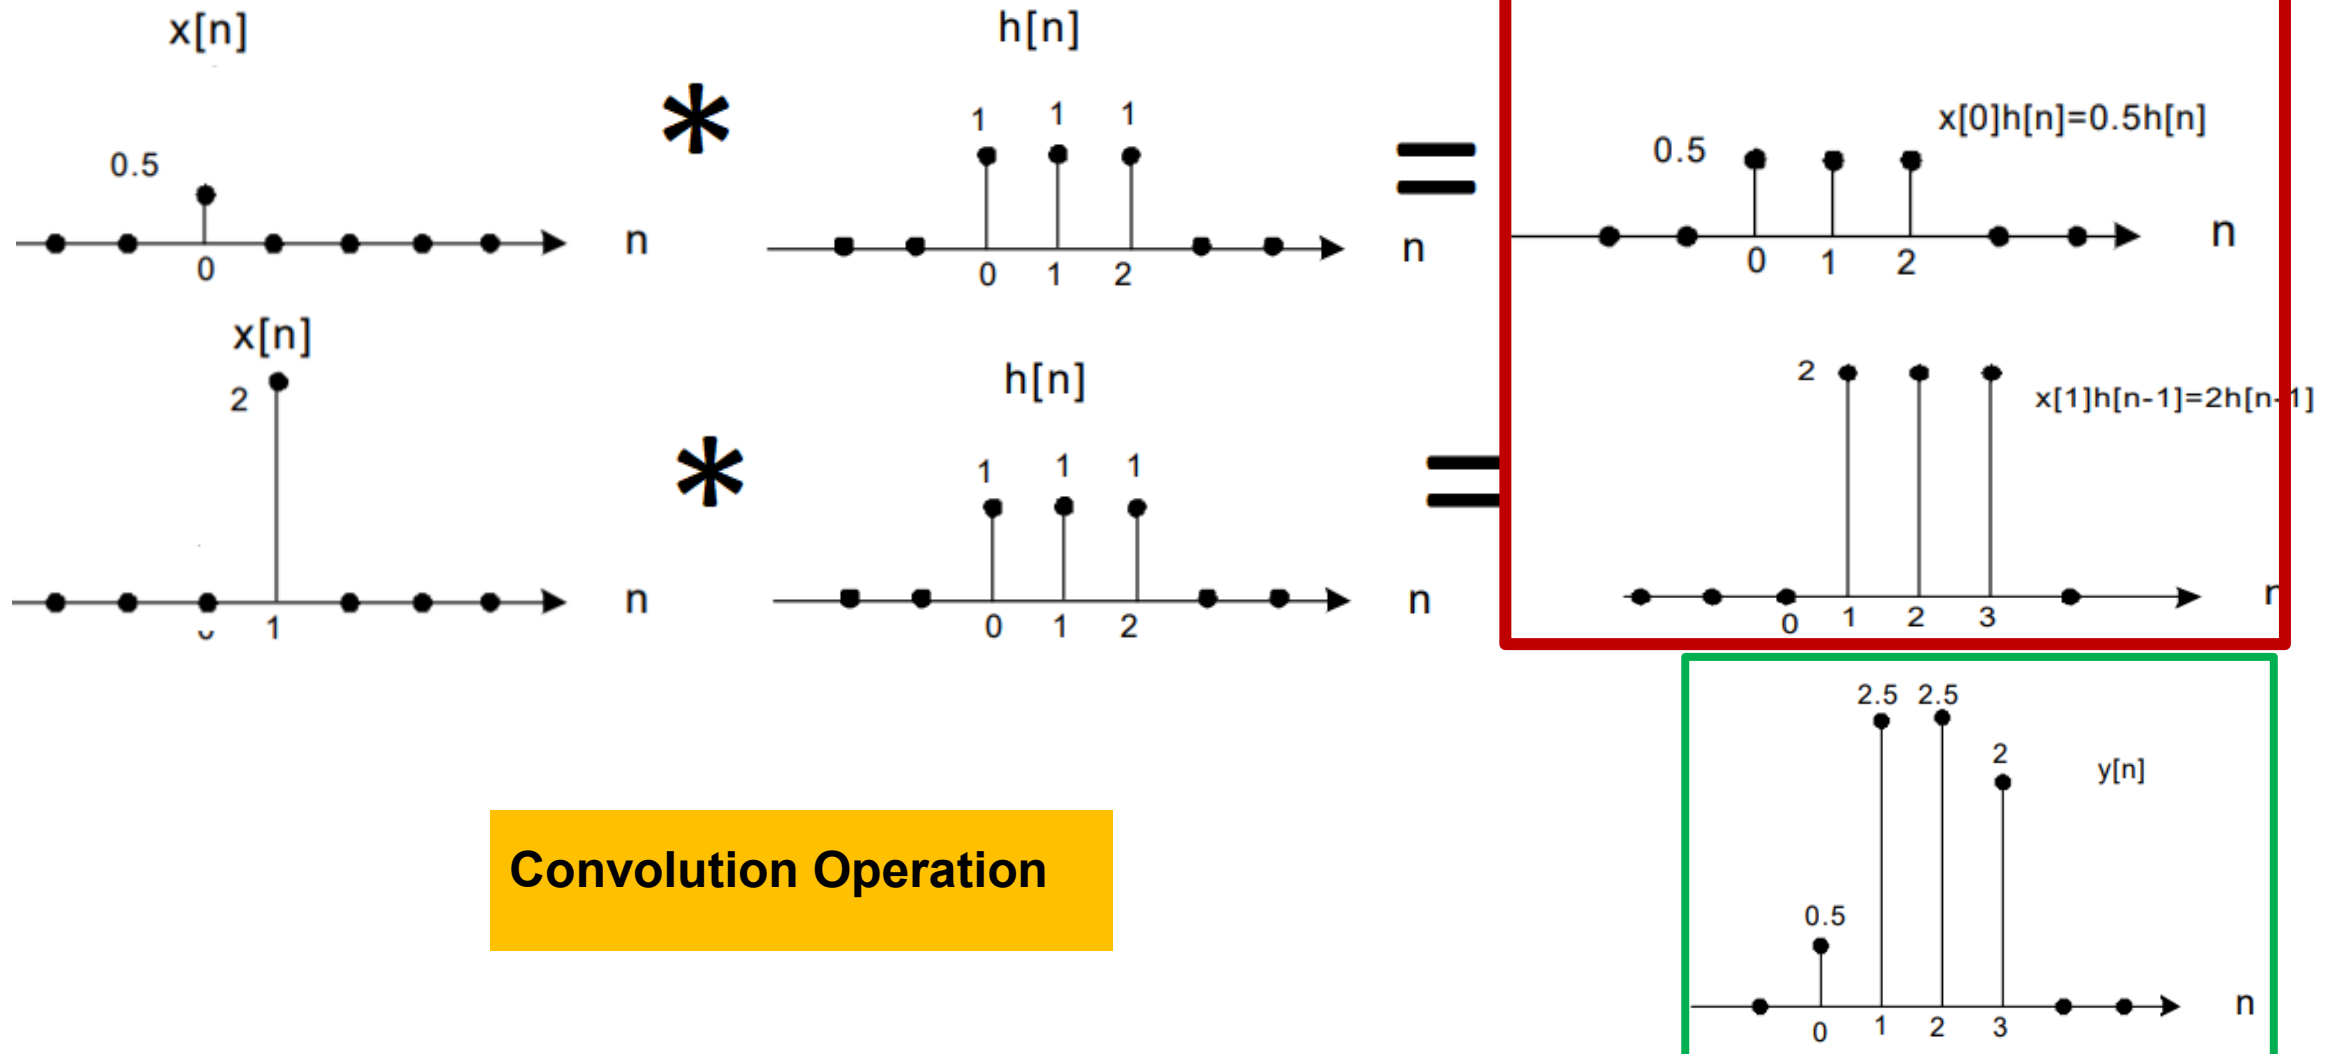 x[n]
h[n]
0.5
*
1 1 1
=
0.5
x[0]h[n]=0.5h[n]
0
n
0 1 2
n
0 1 2
n
x[n]
2
h[n]
*
1 1 1
=
2
x[1]h[n-1]=2h[n-1]
1
n
0 1 2
n
0 1 2 3
n
2.5 2.5
2
y[n]
Convolution Operation
0.5
0 1 2 3
n